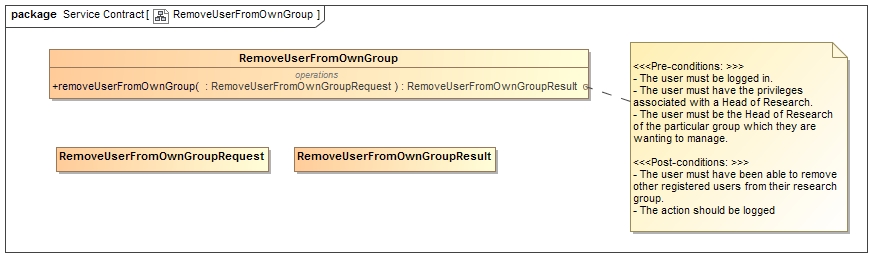 package Service Contract [ RemoveUserFromOwnGroup ]
RemoveUserFromOwnGroup
operations
+removeUserFromOwnGroup( : RemoveUserFromOwnGroupRequest ) : RemoveUserFromOwnGroupResult
<<<Pre-conditions: >>>
- The user must be logged in.
- The user must have the privileges
associated with a Head of Research.
- The user must be the Head of Research
of the particular group which they are
wanting to manage.
<<<Post-conditions: >>>
- The user must have been able to remove
other registered users from their research
group.
- The action should be logged
RemoveUserFromOwnGroupRequest
RemoveUserFromOwnGroupResult